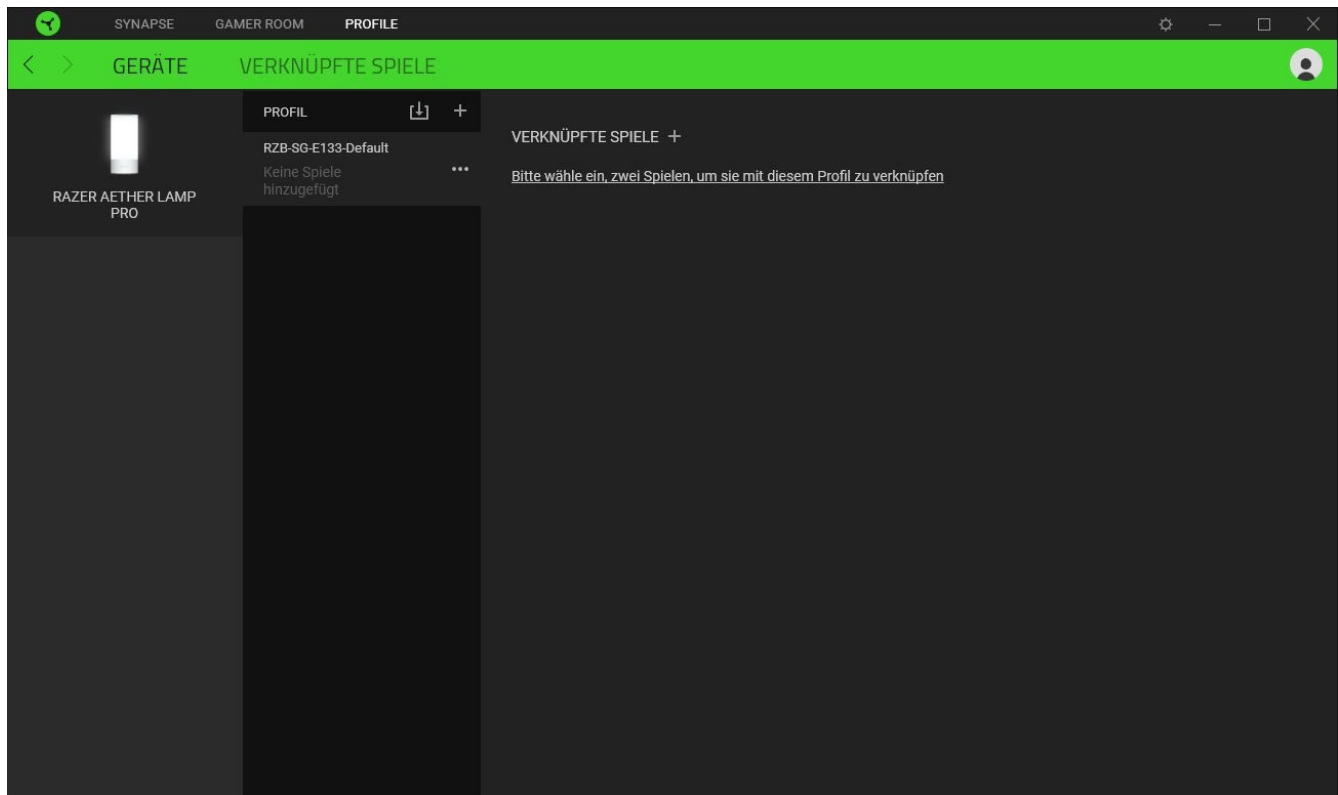 SYNAPSE GAMER ROOM PROFILE
GERÄTE VERKNÜPFTE SPIELE
RAZER AETHER LAMP
PRO
PROFIL
RZB-SG-E133-Default
Keine Spiele
hinzugefügt
VERKNÜPFTE SPIELE +
Bitte wähle ein, zwei Spielen, um sie mit diesem Profil zu verknüpfen